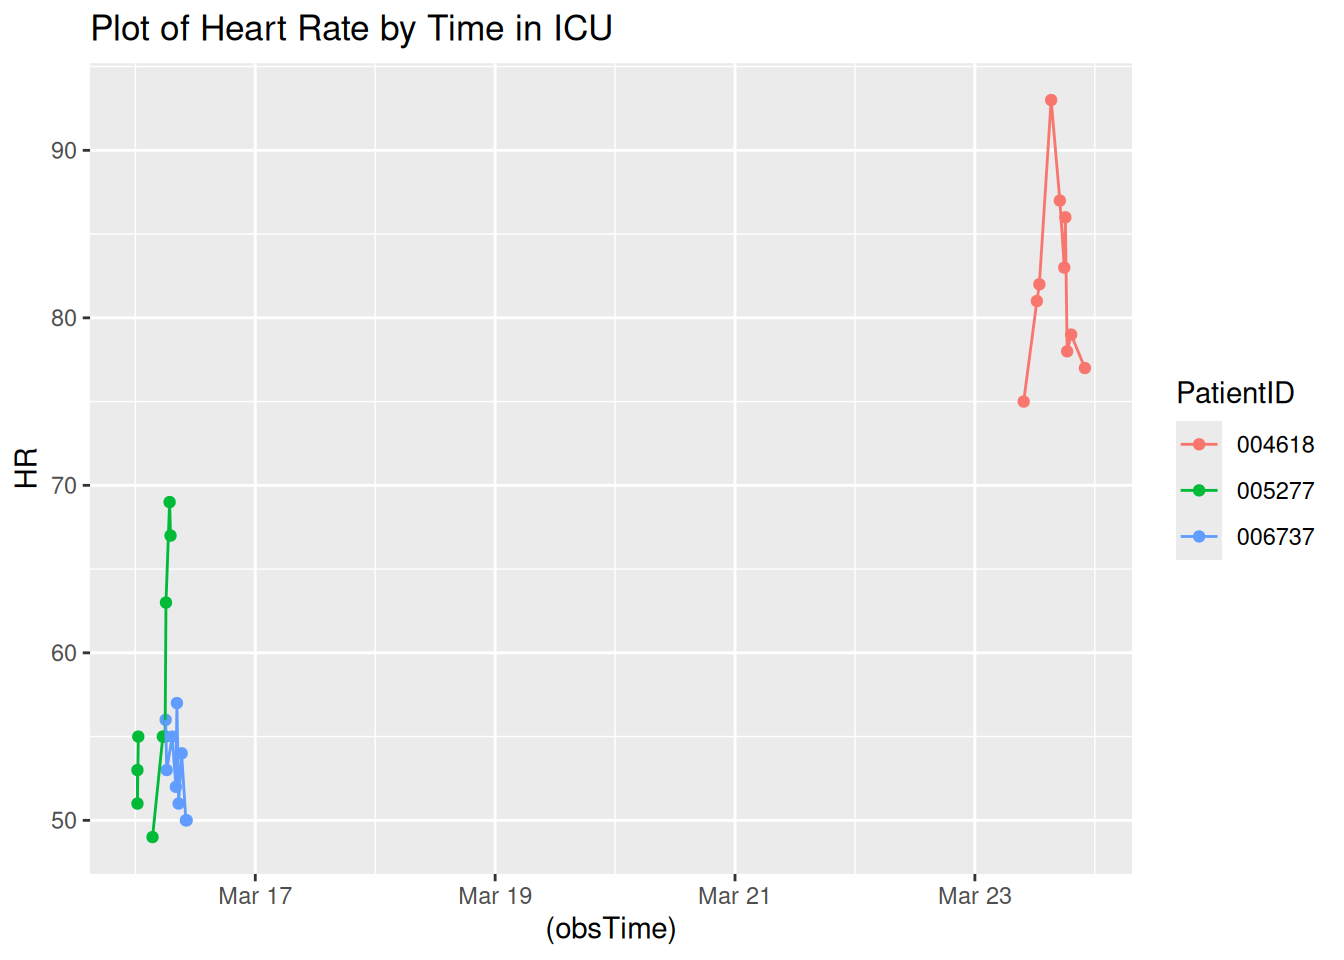 Plot of Heart Rate by Time in ICU
90
80
70
60
50
HR
Mar 17
Mar 19
Mar 21
Mar 23
(obsTime)
PatientID
004618
005277
006737